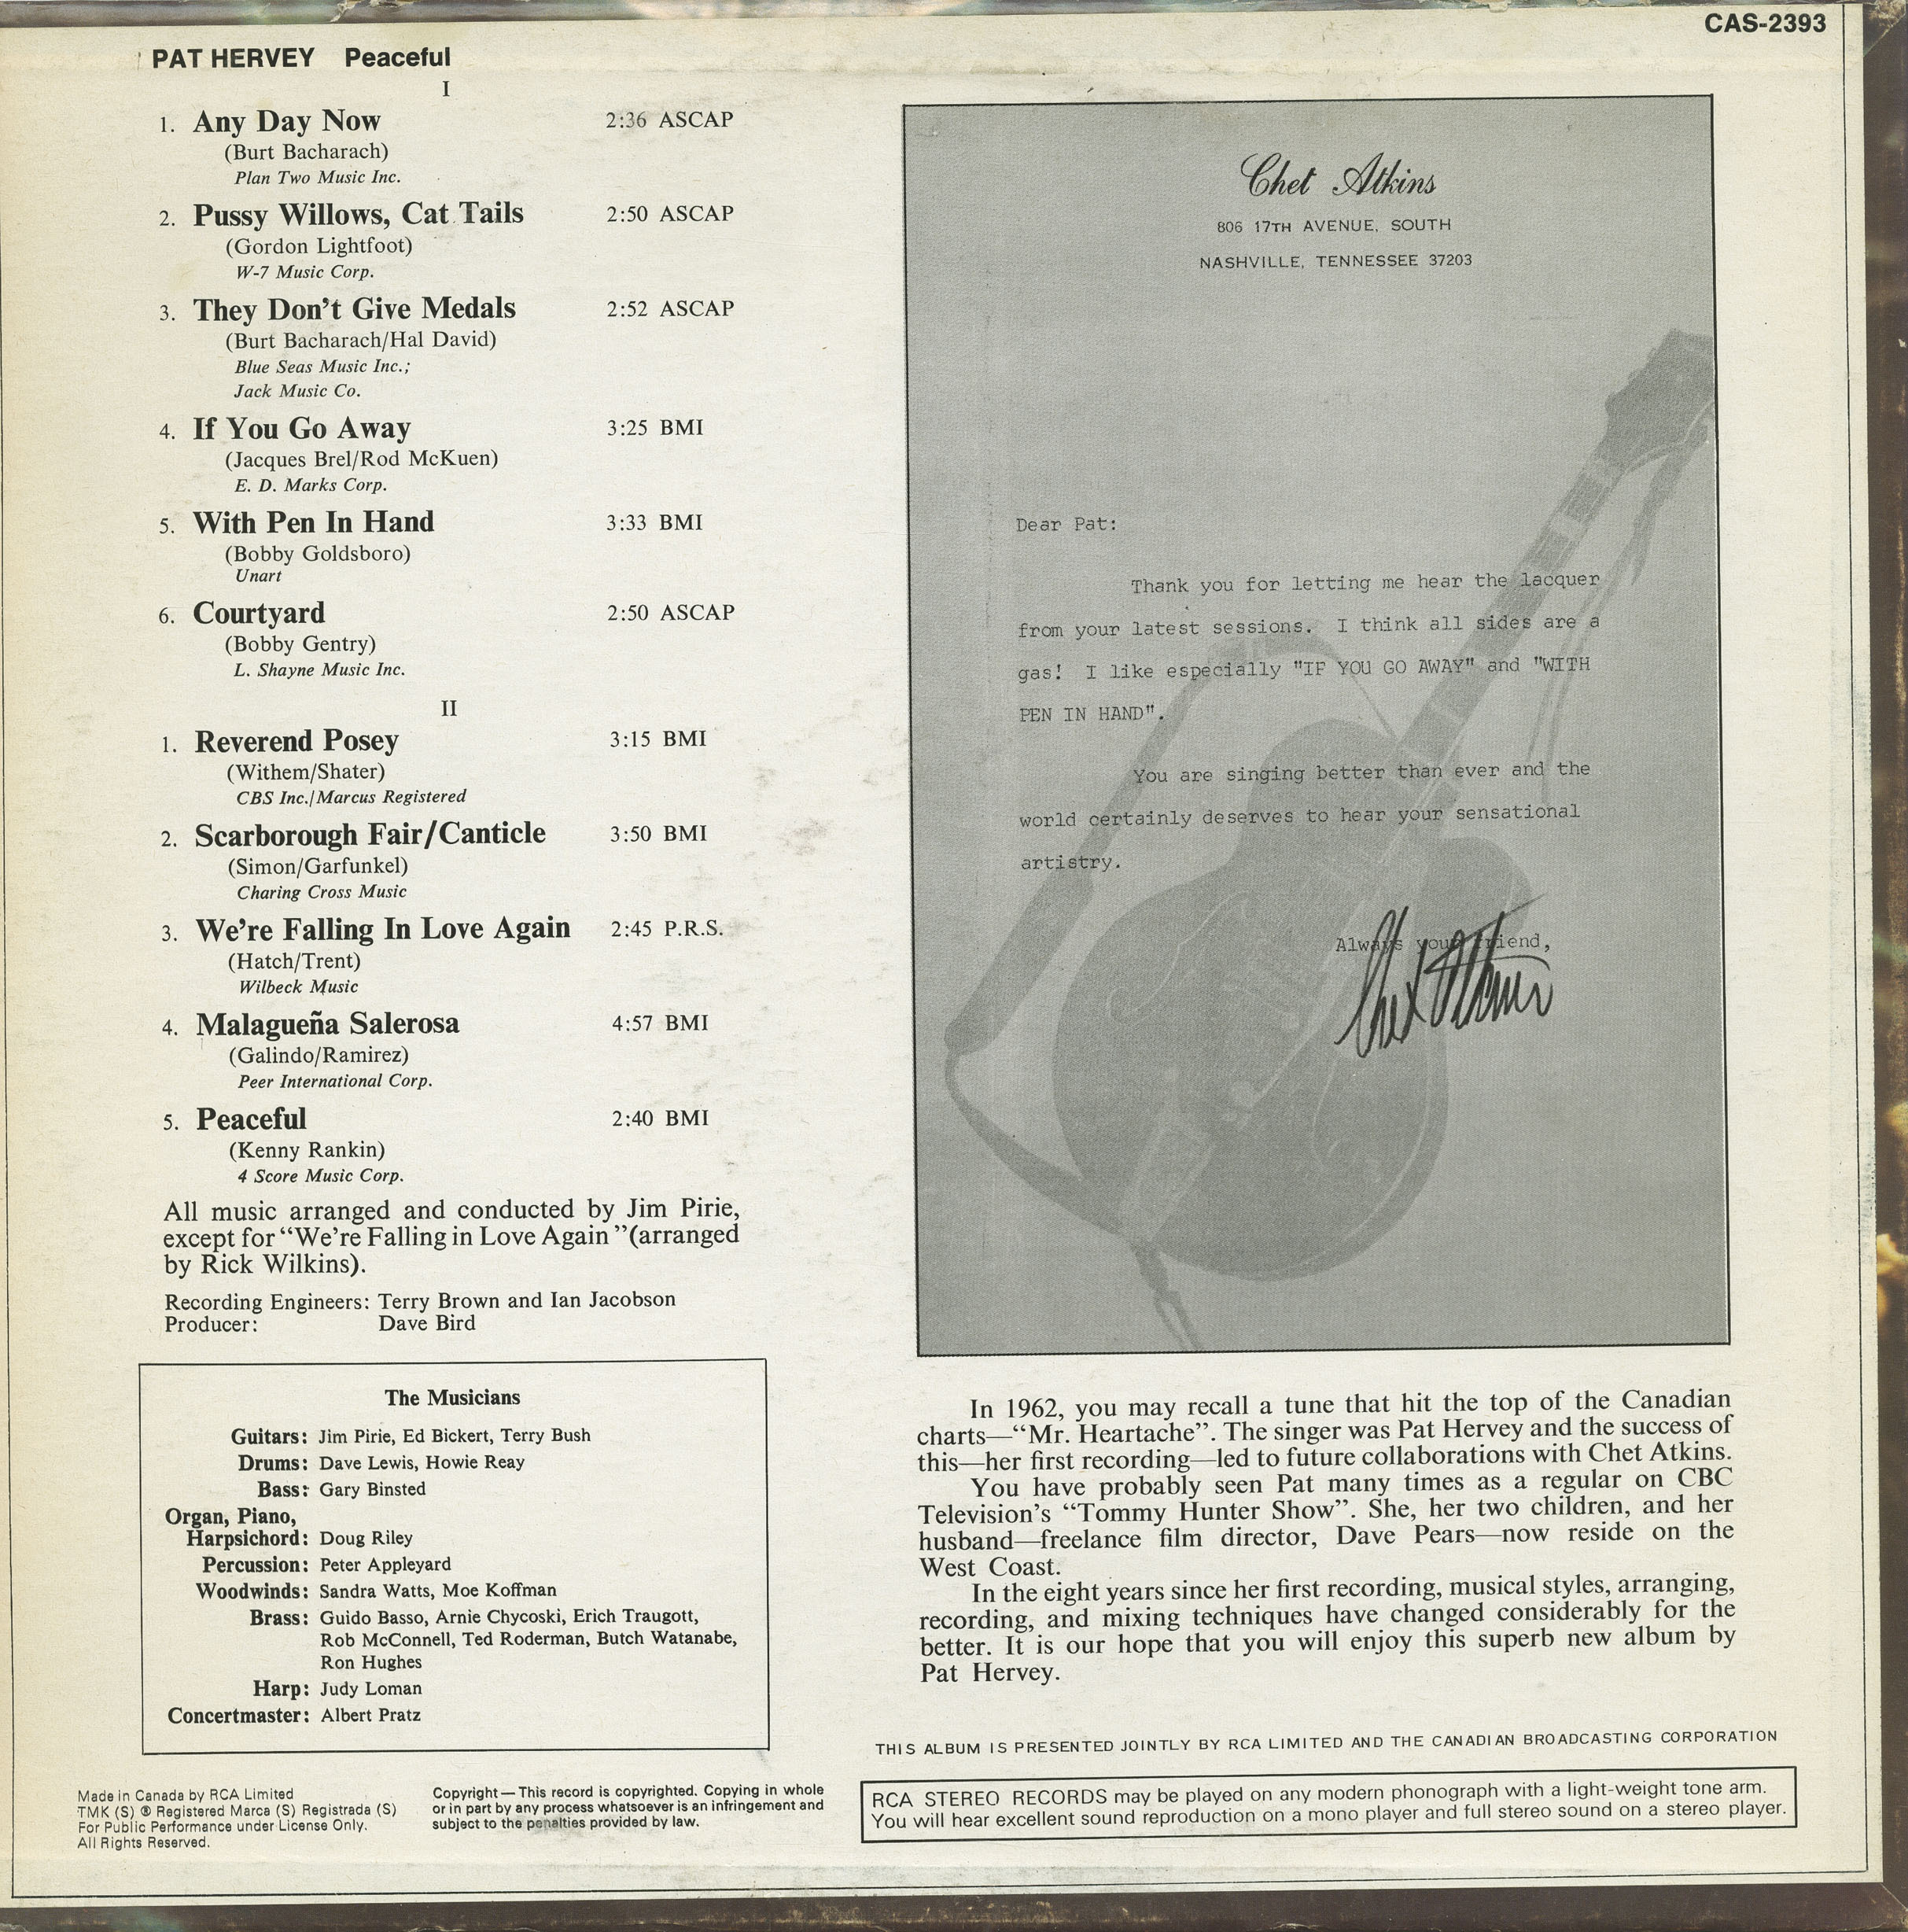 CAS-2393
PAT HERVEY Peaceful
I
1. Any Day Now 2:36 ASCAP
(Burt Bacharach)
Plan Two Music Inc.
2. Pussy Willows, Cat Tails 2:50 ASCAP
(Gordon Lightfoot)
W-7 Music Corp.
3. They Don't Give Medals 2:52 ASCAP
(Burt Bacharach/Hal David)
Blue Seas Music Inc.;
Jack Music Co.
4. If You Go Away 3:25 BMI
(Jacques Brel/Rod McKuen)
E. D. Marks Corp.
5. With Pen In Hand 3:33 BMI
(Bobby Goldsboro)
Unart
6. Courtyard 2:50 ASCAP
(Bobby Gentry)
L. Shayne Music Inc.
II
1. Reverend Posey 3:15 BMI
(Withem/Shater)
CBS Inc./Marcus Registered
2. Scarborough Fair/Canticle 3:50 BMI
(Simon/Garfunkel)
Charing Cross Music
3. We're Falling In Love Again 2:45 P.R.S.
(Hatch/Trent)
Wilbeck Music
4. Malagueña Salerosa 4:57 BMI
(Galindo/Ramirez)
Peer International Corp.
5. Peaceful 2:40 BMI
(Kenny Rankin)
4 Score Music Corp.
All music arranged and conducted by Jim Pirie,
except for “We're Falling in Love Again ”(arranged
by Rick Wilkins).
Recording Engineers: Terry Brown and Ian Jacobson
Producer: Dave Bird
The Musicians
Guitars: Jim Pirie, Ed Bickert, Terry Bush
Drums: Dave Lewis, Howie Reay
Bass: Gary Binsted
Organ, Piano,
Harpsichord: Doug Riley
Percussion: Peter Appleyard
Woodwinds: Sandra Watts, Moe Koffman
Brass: Guido Basso, Arnie Chycoski, Erich Traugott,
Rob McConnell, Ted Roderman, Butch Watanabe,
Ron Hughes
Harp: Judy Loman
Concertmaster: Albert Pratz
Chet Atkins
806 17TH AVENUE, SOUTH
NASHVILLE, TENNESSEE 37203
Dear Pat:
Thank you for letting me hear the lacquer
from your latest sessions. I think all sides are a
gas! I like especially "IF YOU GO AWAY" and "WITH
PEN IN HAND".
You are singing better than ever and the
world certainly deserves to hear your sensational
artistry.
Always your friend,
Chet Atkins
In 1962, you may recall a tune that hit the top of the Canadian
charts—“Mr. Heartache”. The singer was Pat Hervey and the success of
this—her first recording—led to future collaborations with Chet Atkins.
You have probably seen Pat many times as a regular on CBC
Television's “Tommy Hunter Show”. She, her two children, and her
husband—freelance film director, Dave Pears—now reside on the
West Coast.
In the eight years since her first recording, musical styles, arranging,
recording, and mixing techniques have changed considerably for the
better. It is our hope that you will enjoy this superb new album by
Pat Hervey.
THIS ALBUM IS PRESENTED JOINTLY BY RCA LIMITED AND THE CANADIAN BROADCASTING CORPORATION
Made in Canada by RCA Limited
TMK (S) ® Registered Marca (S) Registrada (S)
For Public Performance under License Only.
All Rights Reserved.
Copyright—This record is copyrighted. Copying in whole
or in part by any process whatsoever is an infringement and
subject to the penalties provided by law.
RCA STEREO RECORDS may be played on any modern phonograph with a light-weight tone arm.
You will hear excellent sound reproduction on a mono player and full stereo sound on a stereo player.